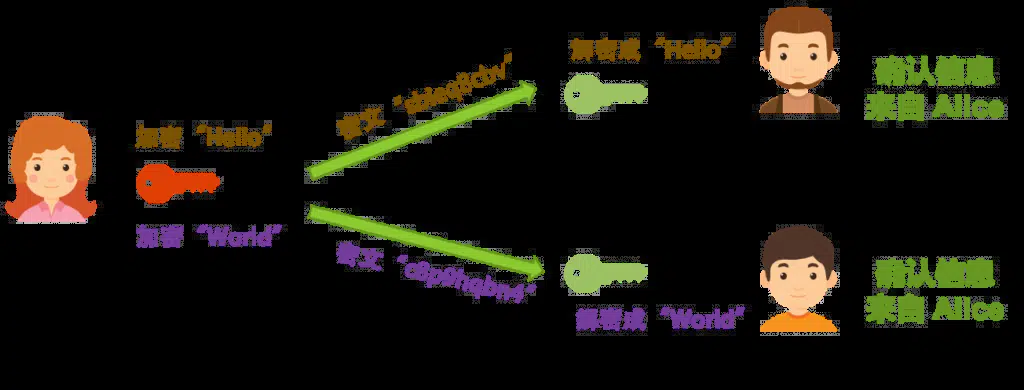 加密 “Hello”
加密 “World”
密文 “sbieq8cbv”
密文 “c8p9hqbn4”
解密成 “Hello”
确认信息
来自 Alice
解密成 “World”
确认信息
来自 Alice